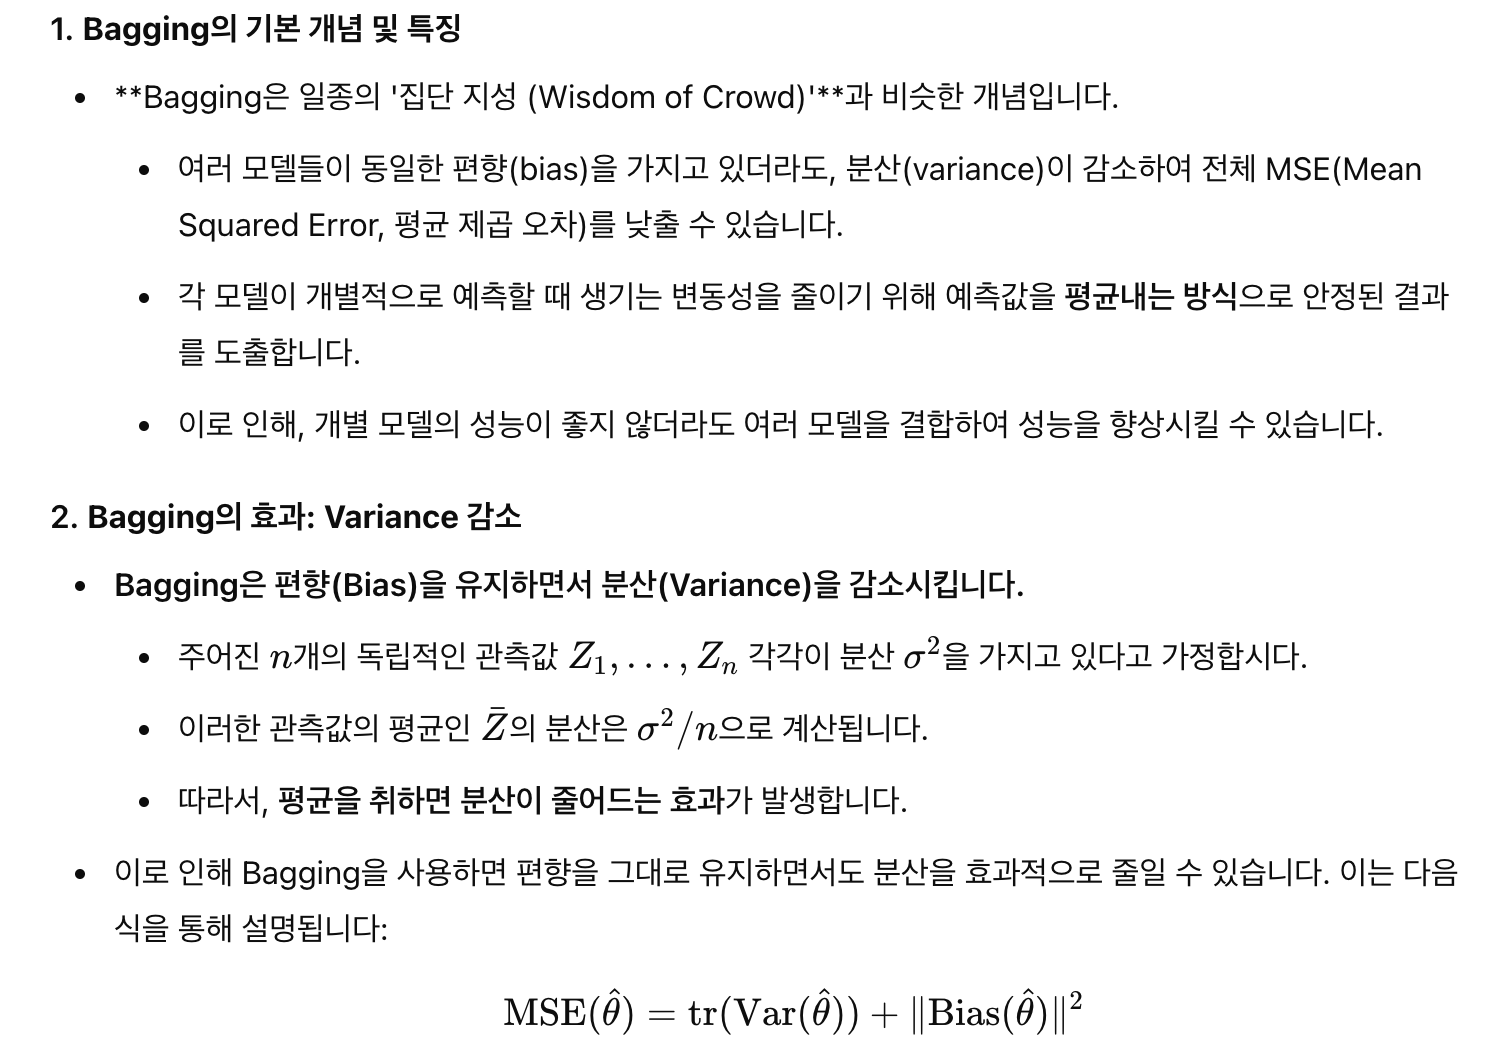 1. Bagging의 기본 개념 및 특징
• **Bagging은 일종의 '집단 지성 (Wisdom of Crowd)'**과 비슷한 개념입니다.
• 여러 모델들이 동일한 편향(bias)을 가지고 있더라도, 분산(variance)이 감소하여 전체 MSE(Mean
Squared Error, 평균 제곱 오차)를 낮출 수 있습니다.
• 각 모델이 개별적으로 예측할 때 생기는 변동성을 줄이기 위해 예측값을 평균내는 방식으로 안정된 결과
를 도출합니다.
• 이로 인해, 개별 모델의 성능이 좋지 않더라도 여러 모델을 결합하여 성능을 향상시킬 수 있습니다.
2. Bagging의 효과: Variance 감소
• Bagging은 편향(Bias)을 유지하면서 분산(Variance)을 감소시킵니다.
• 주어진 n개의 독립적인 관측값 Z₁, . . . , Zₙ 각각이 분산 σ²을 가지고 있다고 가정합시다.
• 이러한 관측값의 평균인 Z̄의 분산은 σ²/n으로 계산됩니다.
• 따라서, 평균을 취하면 분산이 줄어드는 효과가 발생합니다.
• 이로 인해 Bagging을 사용하면 편향을 그대로 유지하면서도 분산을 효과적으로 줄일 수 있습니다. 이는 다음
식을 통해 설명됩니다:
MSE(θ̂) = tr(Var(θ̂)) + ‖Bias(θ̂)‖²